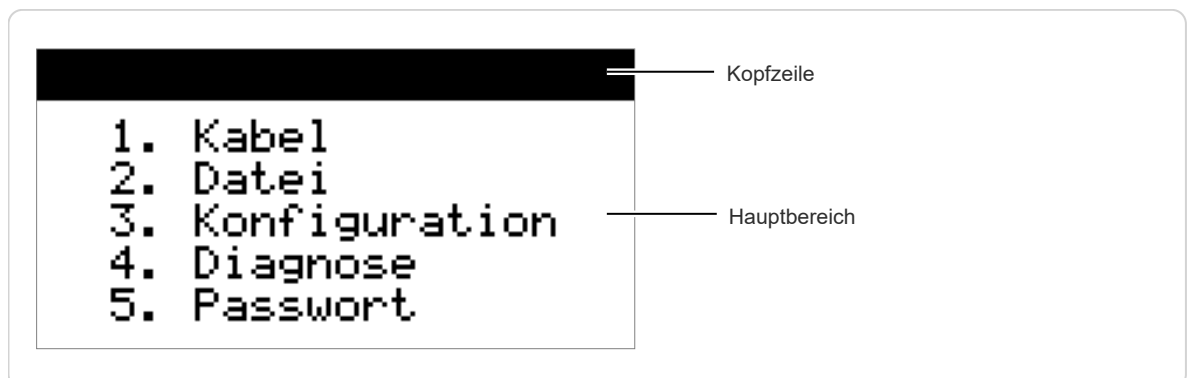 Kopfzeile
1. Kabel
2. Datei
3. Konfiguration
Hauptbereich
4. Diagnose
5. Passwort